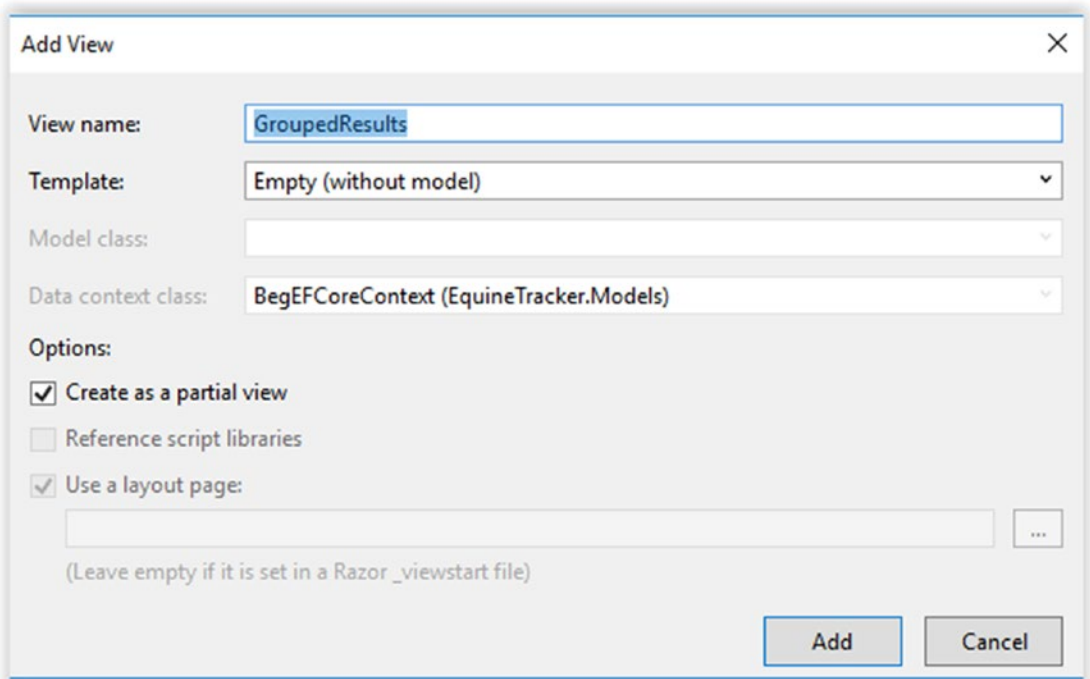 Add View
View name: GroupedResults
Template: Empty (without model)
Model class:
Data context class: BegEFCoreContext (EquineTracker.Models)
Options:
Create as a partial view
Reference script libraries
Use a layout page:
...
(Leave empty if it is set in a Razor _viewstart file)
Add Cancel